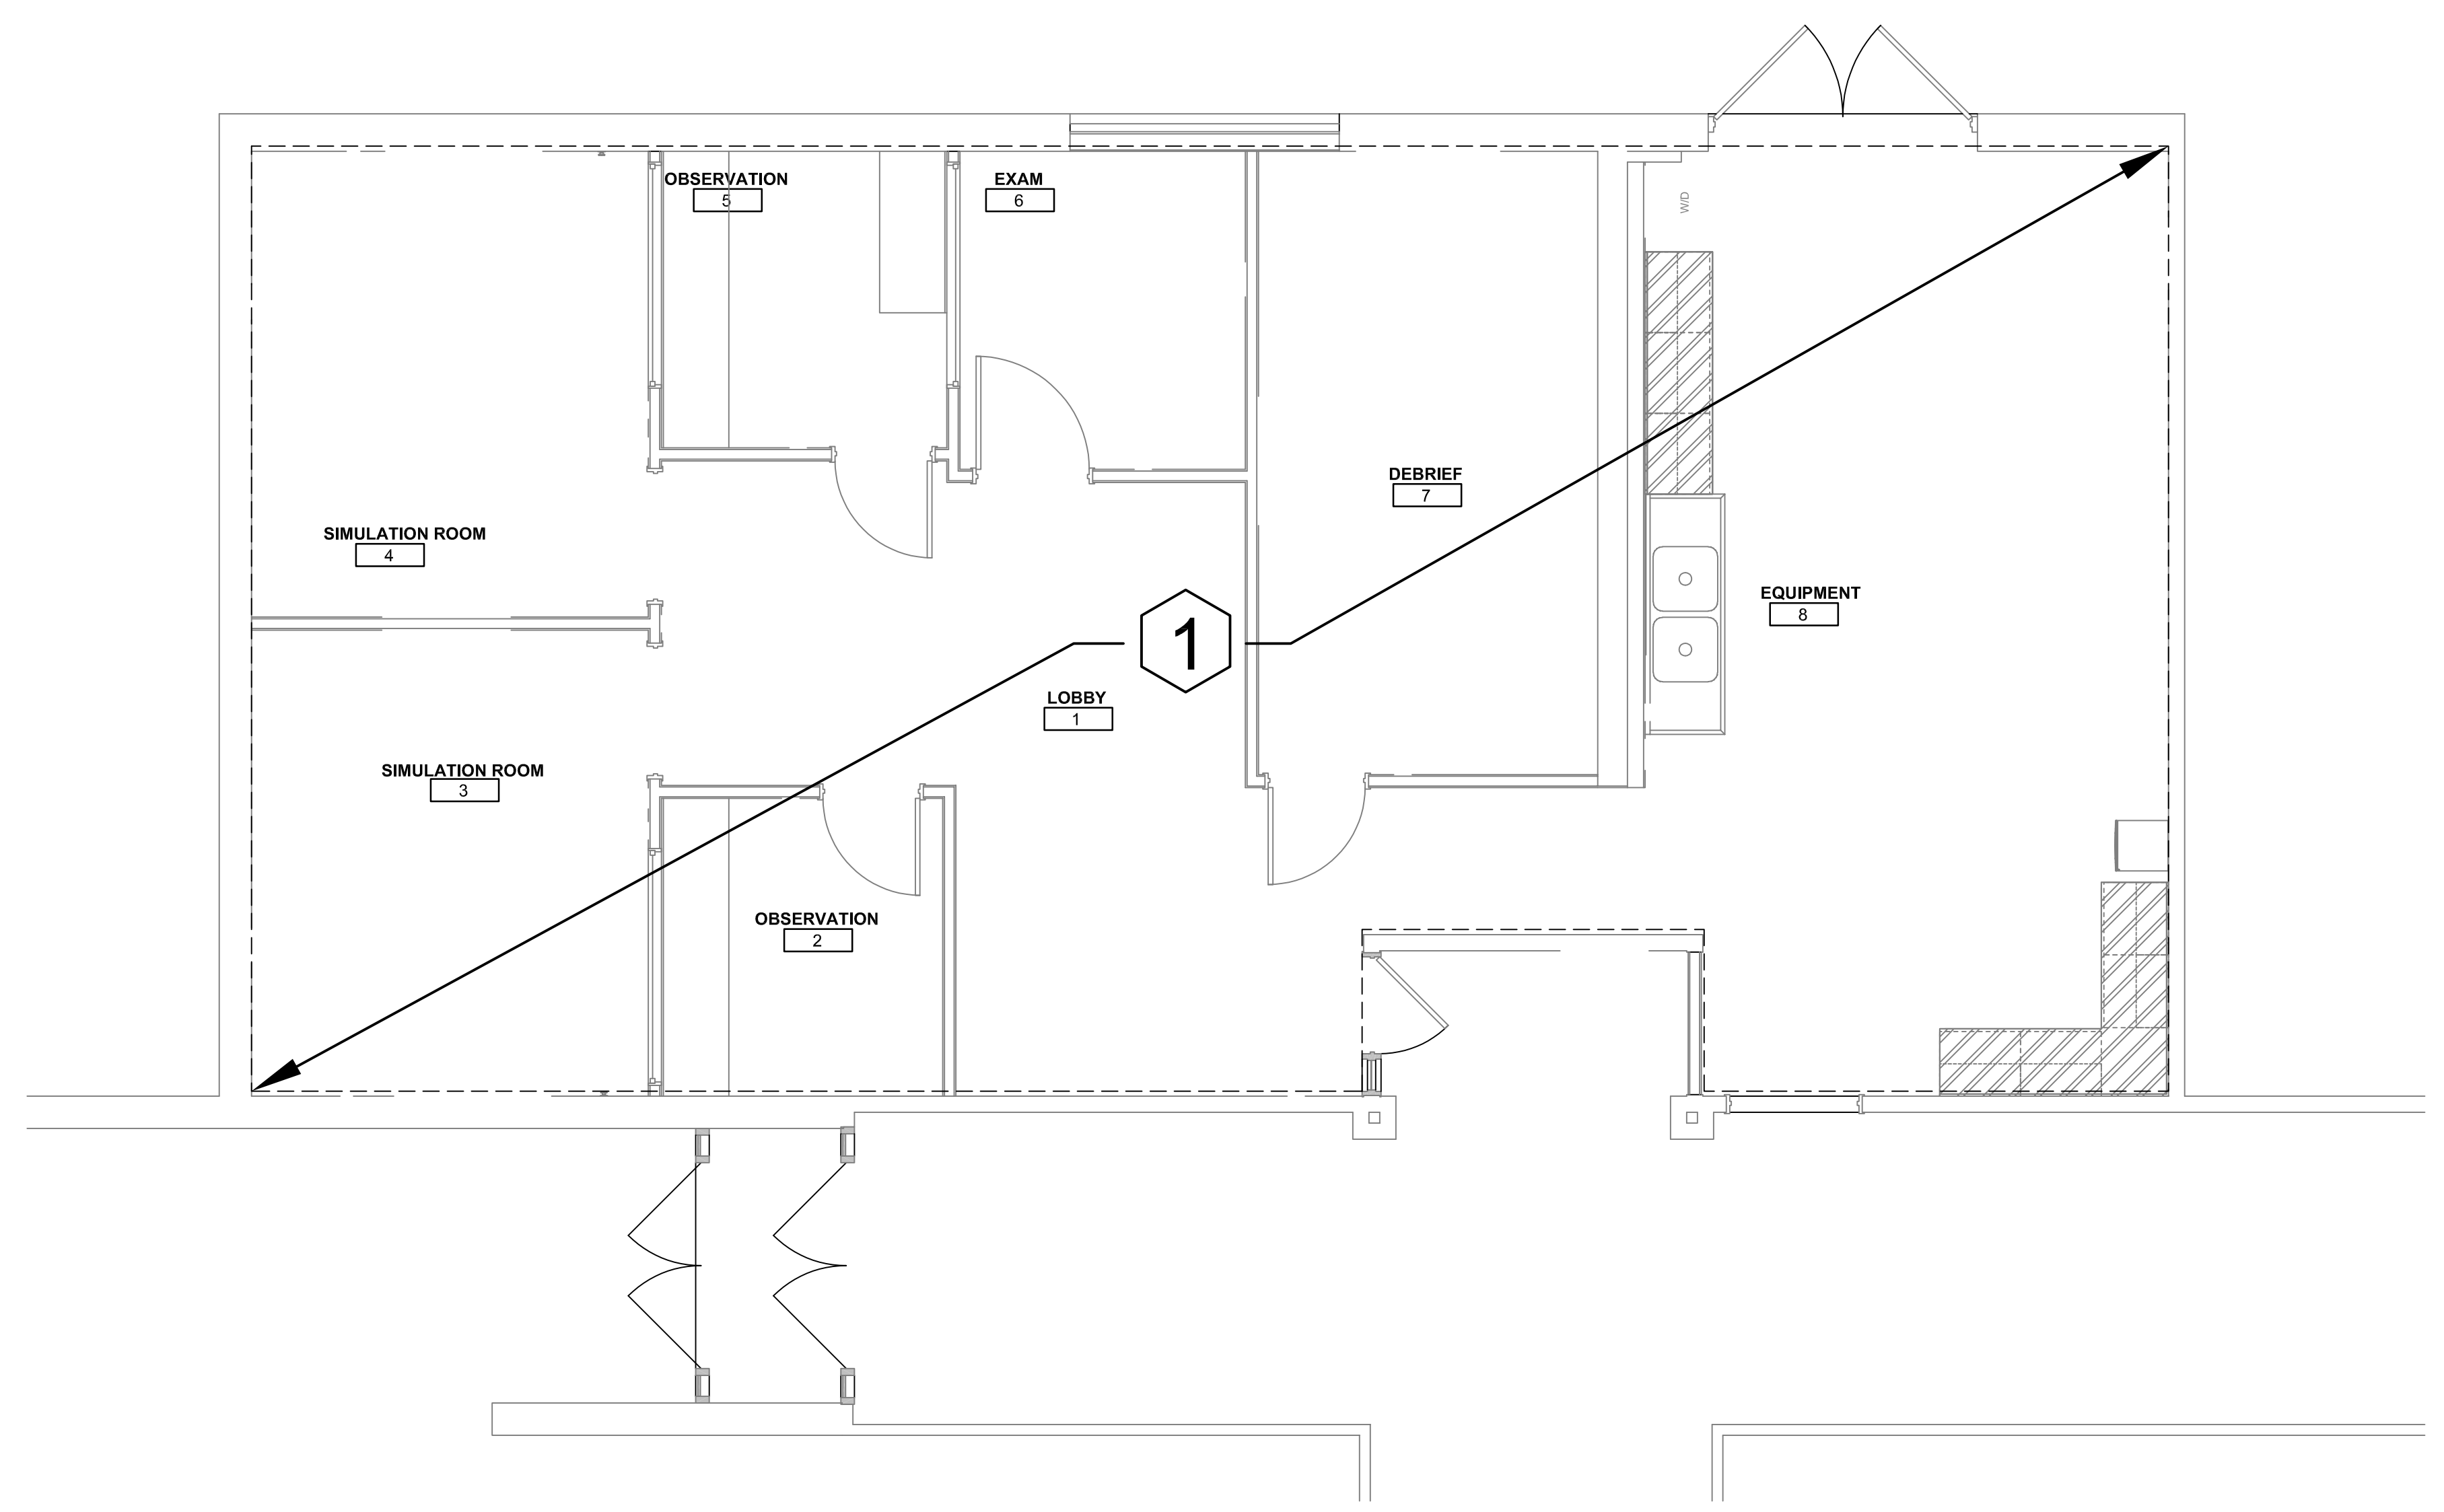 OBSERVATION
5
EXAM
6
W/D
DEBRIEF
7
SIMULATION ROOM
4
EQUIPMENT
8
1
LOBBY
1
SIMULATION ROOM
3
OBSERVATION
2